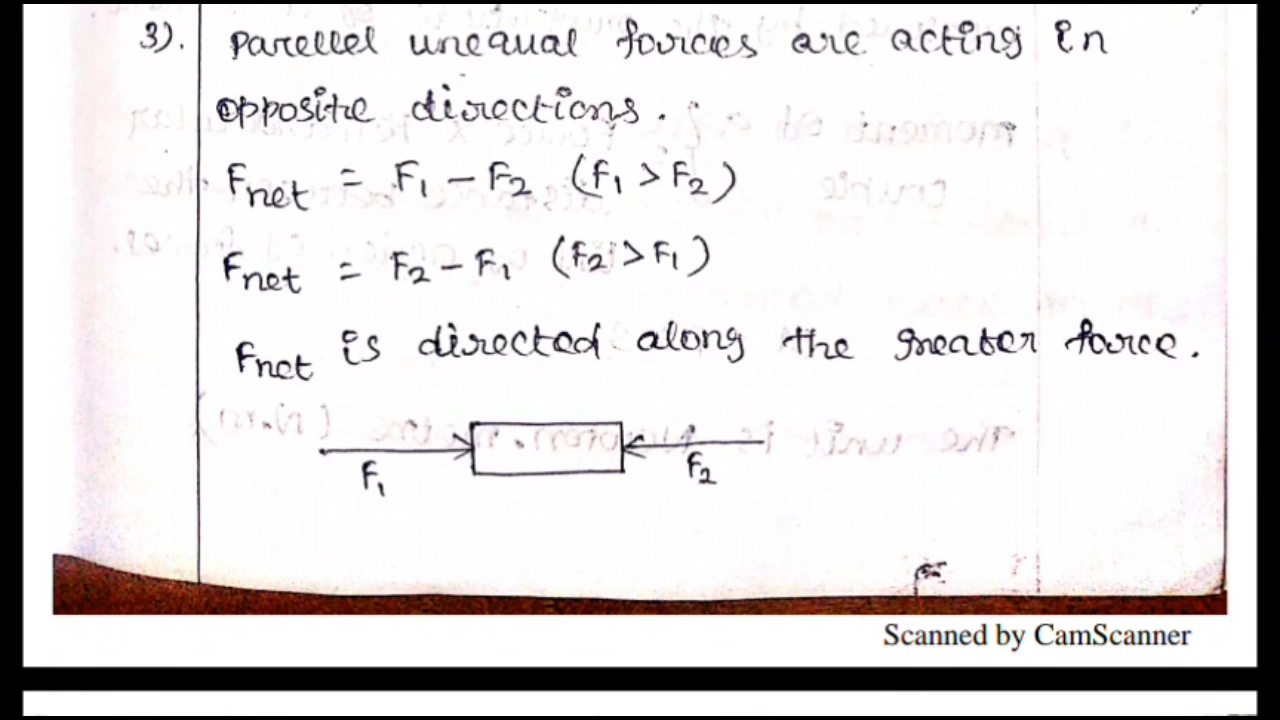 3). parellel unequal forces are acting in
opposite directions.
Fnet = F1 - F2 (F1 > F2)
Fnet = F2 - F1 (F2 > F1)
Fnet is directed along the greater force.
F1 F2
Scanned by CamScanner